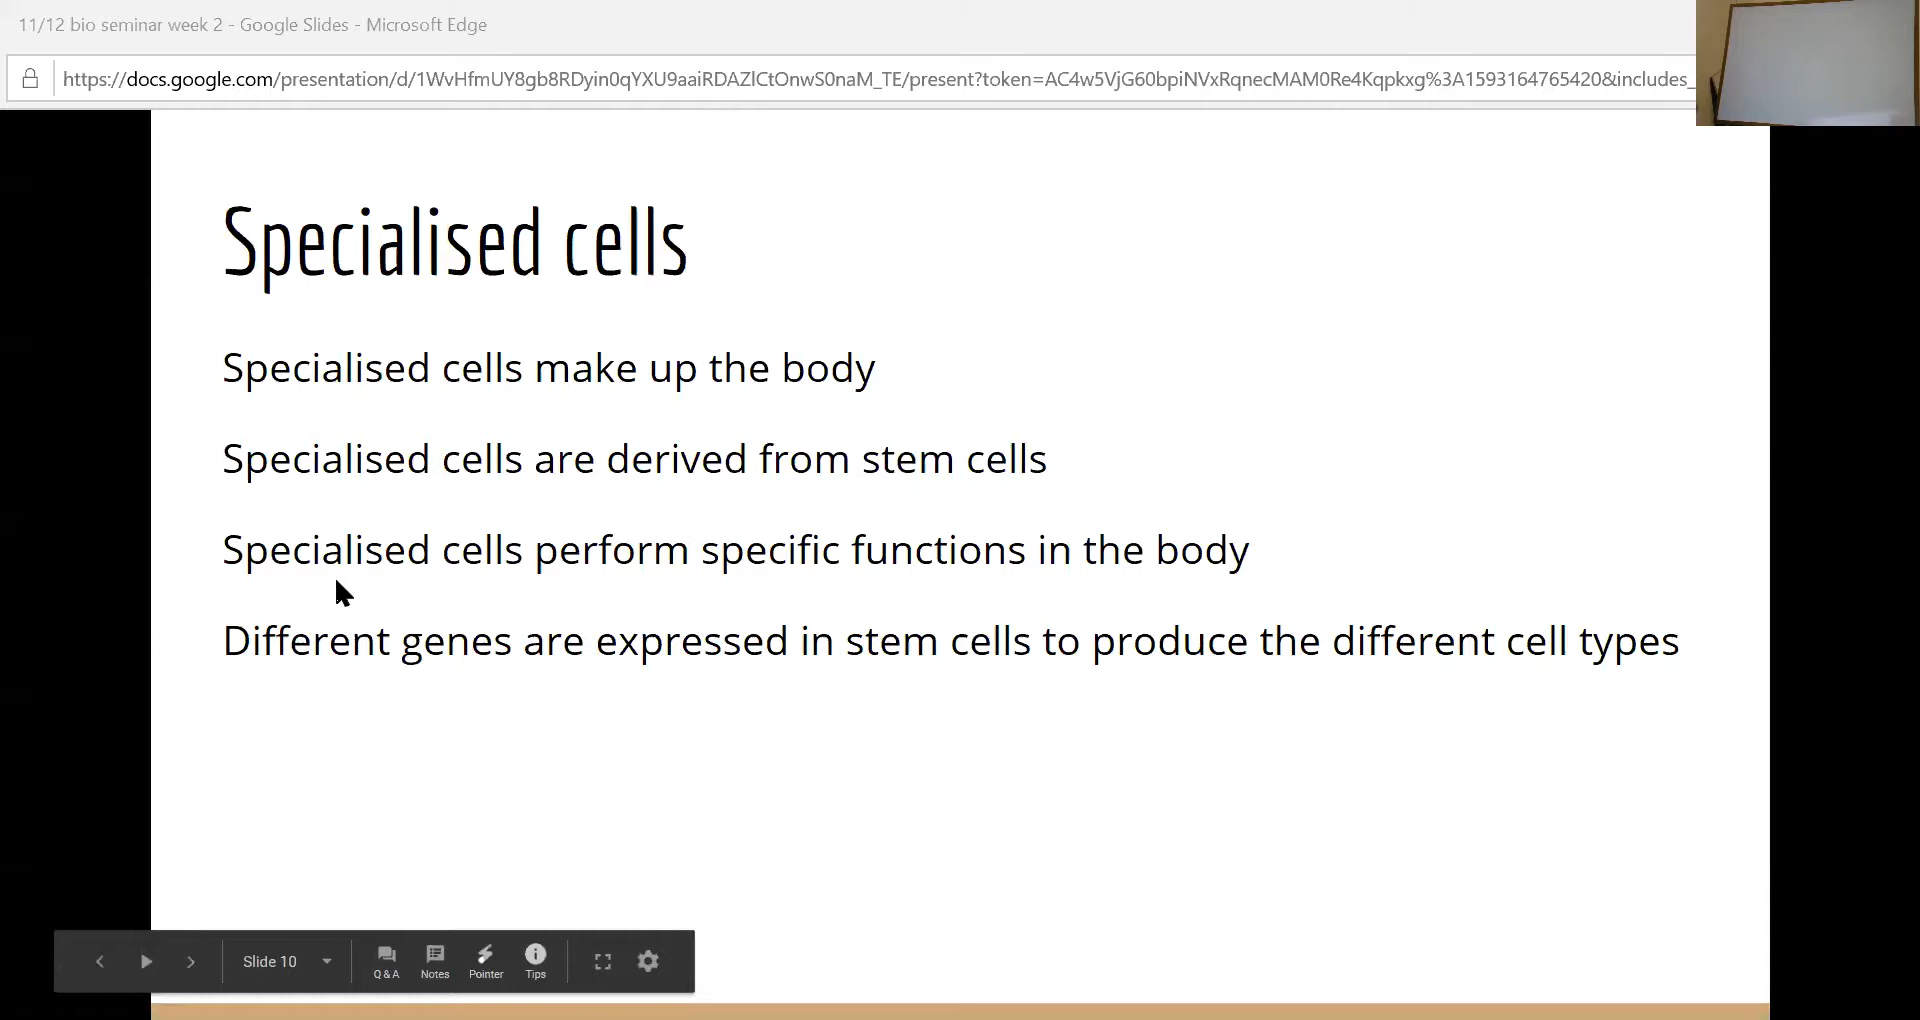 11/12 bio seminar week 2 - Google Slides - Microsoft Edge
https://docs.google.com/presentation/d/1WvHfmUY8gb8RDyin0qYXU9aaiRDAZlCtOnwS0naM_TE/present?token=AC4w5VjG60bpiNVxRqnecMAM0Re4Kqpkxg%3A1593164765420&includes_
Specialised cells
Specialised cells make up the body
Specialised cells are derived from stem cells
Specialised cells perform specific functions in the body
Different genes are expressed in stem cells to produce the different cell types
Slide 10
Q & A
Notes
Pointer
Tips